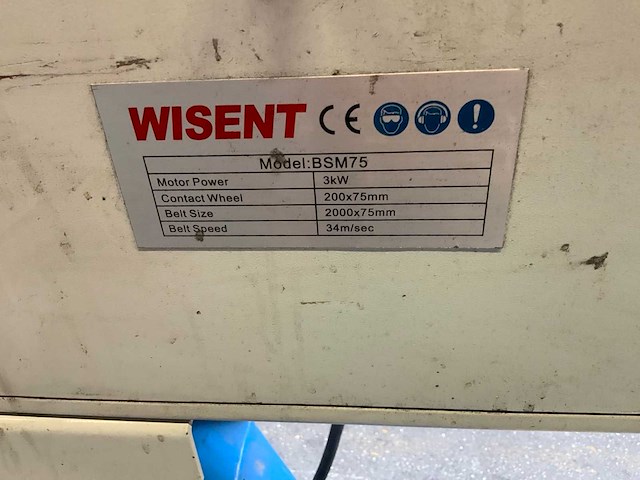 WISENT CE
Model:BSM75
Motor Power 3kW
Contact Wheel 200x75mm
Belt Size 2000x75mm
Belt Speed 34m/sec